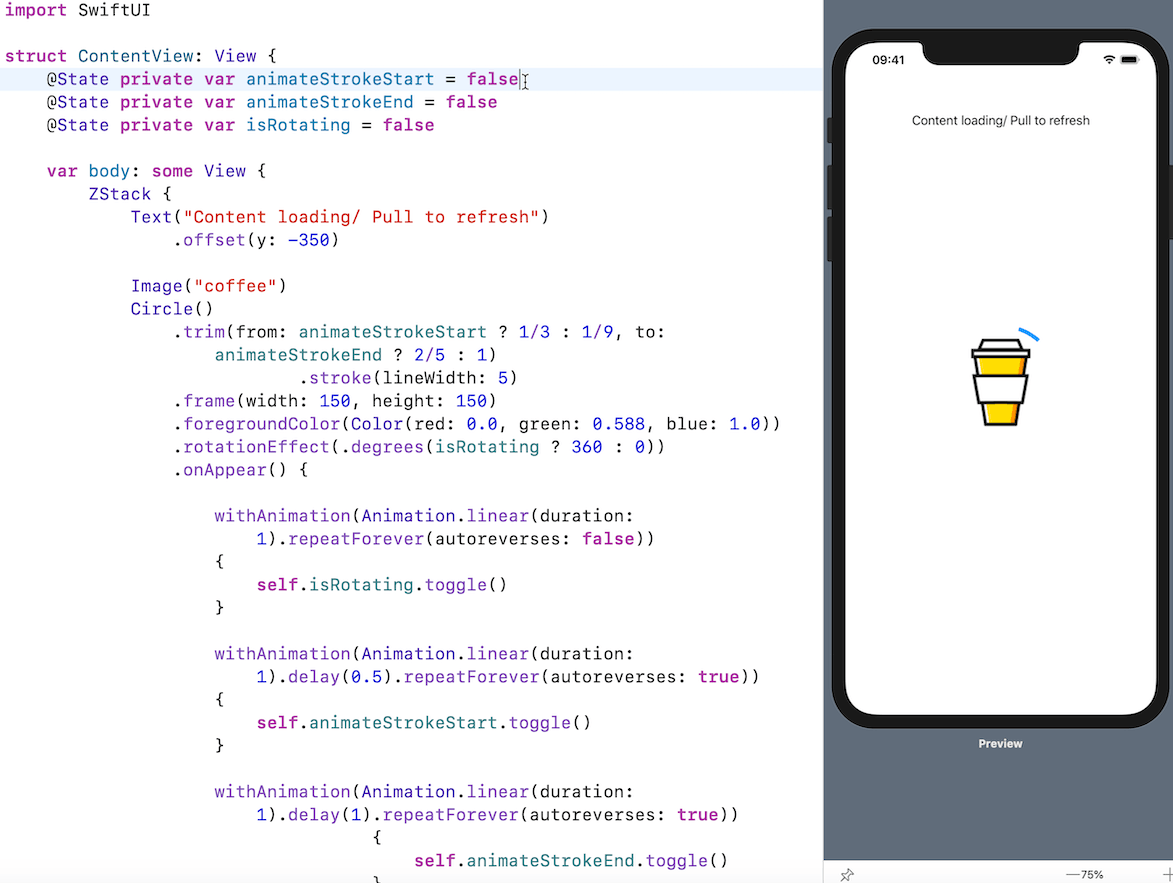 import SwiftUI
struct ContentView: View {
@State private var animateStrokeStart = false
@State private var animateStrokeEnd = false
@State private var isRotating = false
var body: some View {
ZStack {
Text("Content loading/ Pull to refresh")
.offset(y: -350)
Image("coffee")
Circle()
.trim(from: animateStrokeStart ? 1/3 : 1/9, to:
animateStrokeEnd ? 2/5 : 1)
.stroke(lineWidth: 5)
.frame(width: 150, height: 150)
.foregroundColor(Color(red: 0.0, green: 0.588, blue: 1.0))
.rotationEffect(.degrees(isRotating ? 360 : 0))
.onAppear() {
withAnimation(Animation.linear(duration:
1).repeatForever(autoreverses: false))
{
self.isRotating.toggle()
}
withAnimation(Animation.linear(duration:
1).delay(0.5).repeatForever(autoreverses: true))
{
self.animateStrokeStart.toggle()
}
withAnimation(Animation.linear(duration:
1).delay(1).repeatForever(autoreverses: true))
{
self.animateStrokeEnd.toggle()
}
09:41
Content loading/ Pull to refresh
Preview
75%